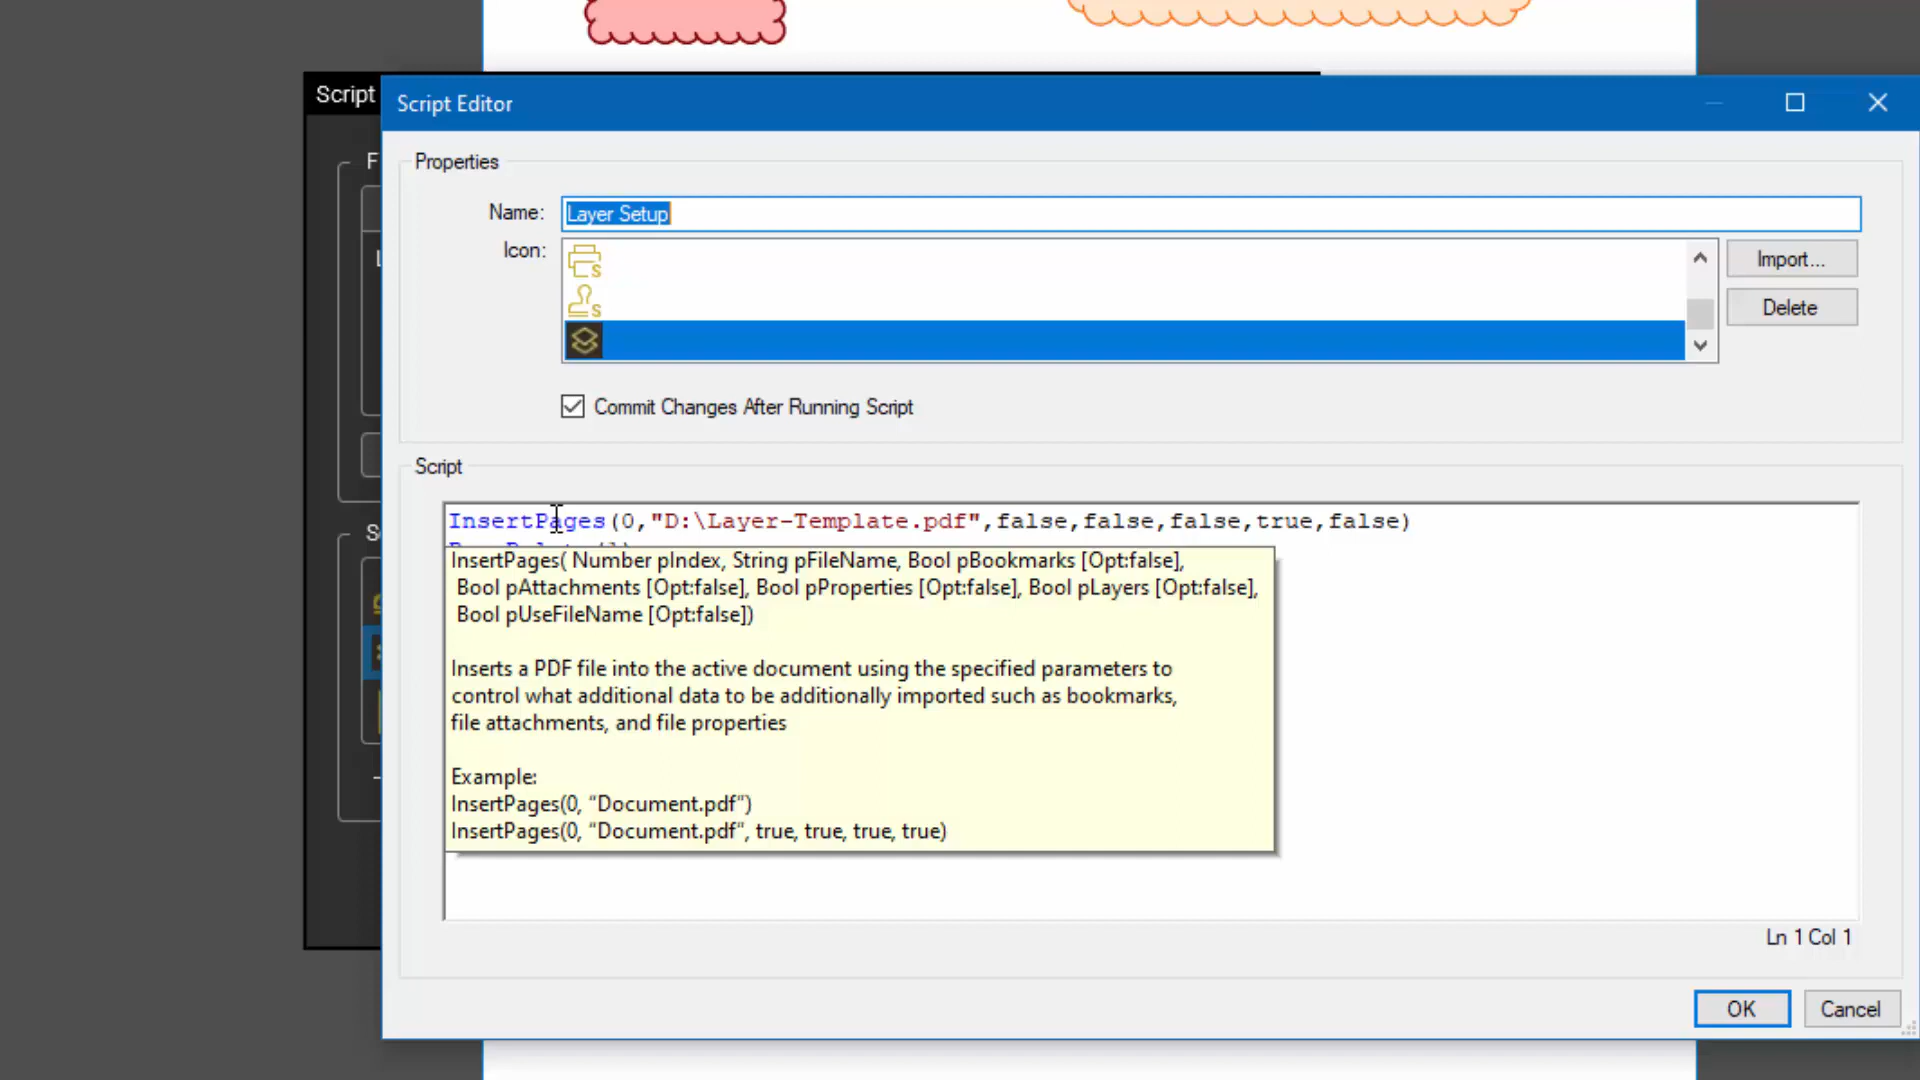 Script
Script Editor
Properties
Name: Layer Setup
Icon:
Import...
Delete
Commit Changes After Running Script
Script
InsertPages(0,"D:\Layer-Template.pdf",false,false,false,true,false)
InsertPages( Number pIndex, String pFileName, Bool pBookmarks [Opt:false],
Bool pAttachments [Opt:false], Bool pProperties [Opt:false], Bool pLayers [Opt:false],
Bool pUseFileName [Opt:false])
Inserts a PDF file into the active document using the specified parameters to
control what additional data to be additionally imported such as bookmarks,
file attachments, and file properties
Example:
InsertPages(0, “Document.pdf”)
InsertPages(0, “Document.pdf”, true, true, true, true)
Ln 1 Col 1
OK
Cancel